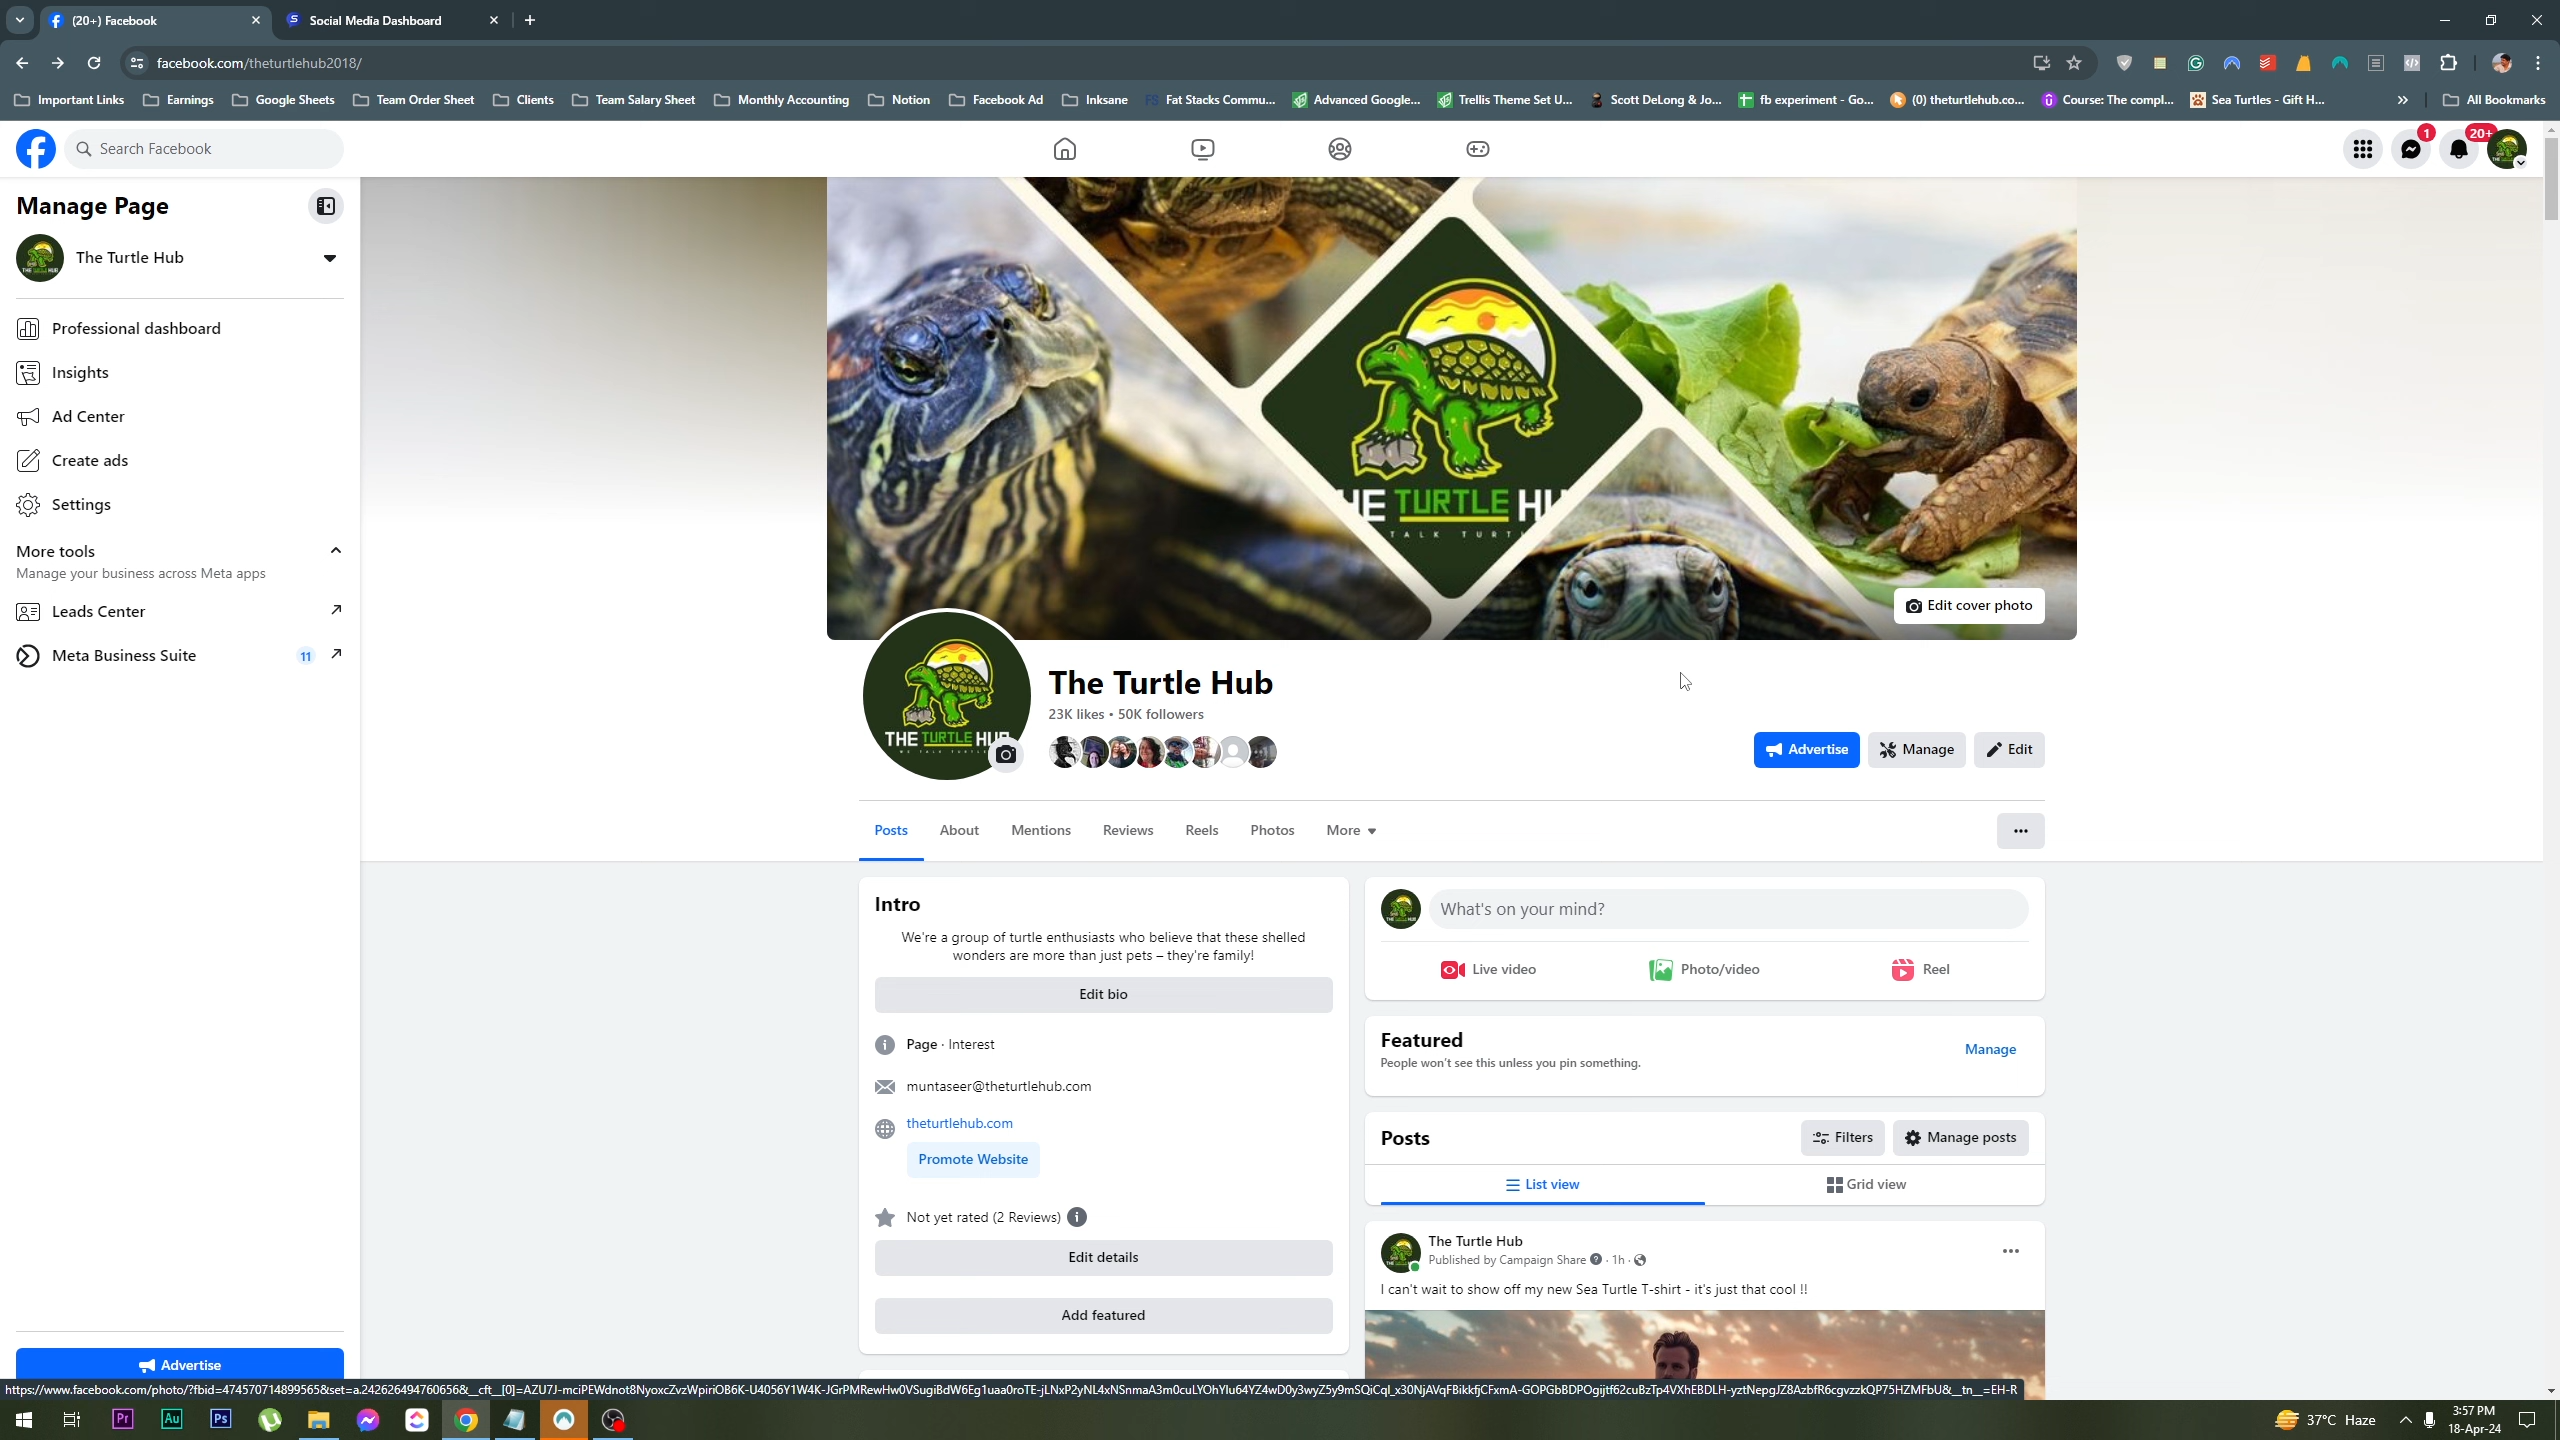 (20+) Facebook
Social Media Dashboard
facebook.com/theturtlehub2018/
Important Links
Earnings
Google Sheets
Team Order Sheet
Clients
Team Salary Sheet
Monthly Accounting
Notion
Facebook Ad
Inksane
FS Fat Stacks Commu...
Advanced Google...
Trellis Theme Set U...
Scott DeLong & Jo...
fb experiment - Go...
(0) theturtlehub.co...
Course: The compl...
Sea Turtles - Gift H...
All Bookmarks
Search Facebook
1
20+
Manage Page
The Turtle Hub
Professional dashboard
Insights
Ad Center
Create ads
Settings
More tools
Manage your business across Meta apps
Leads Center
Meta Business Suite
11
Advertise
HE TURTLE HU
TALK TURT
Edit cover photo
THE TURTLE HUB
The Turtle Hub
23K likes • 50K followers
Advertise
Manage
Edit
Posts
About
Mentions
Reviews
Reels
Photos
More
Intro
We're a group of turtle enthusiasts who believe that these shelled
wonders are more than just pets – they're family!
Edit bio
Page · Interest
muntaseer@theturtlehub.com
theturtlehub.com
Promote Website
Not yet rated (2 Reviews)
Edit details
Add featured
What's on your mind?
Live video
Photo/video
Reel
Featured
People won't see this unless you pin something.
Manage
Posts
Filters
Manage posts
List view
Grid view
The Turtle Hub
Published by Campaign Share · 1h ·
I can't wait to show off my new Sea Turtle T-shirt - it's just that cool !!
Pr
Au
Ps
37°C Haze
3:57 PM
18-Apr-24